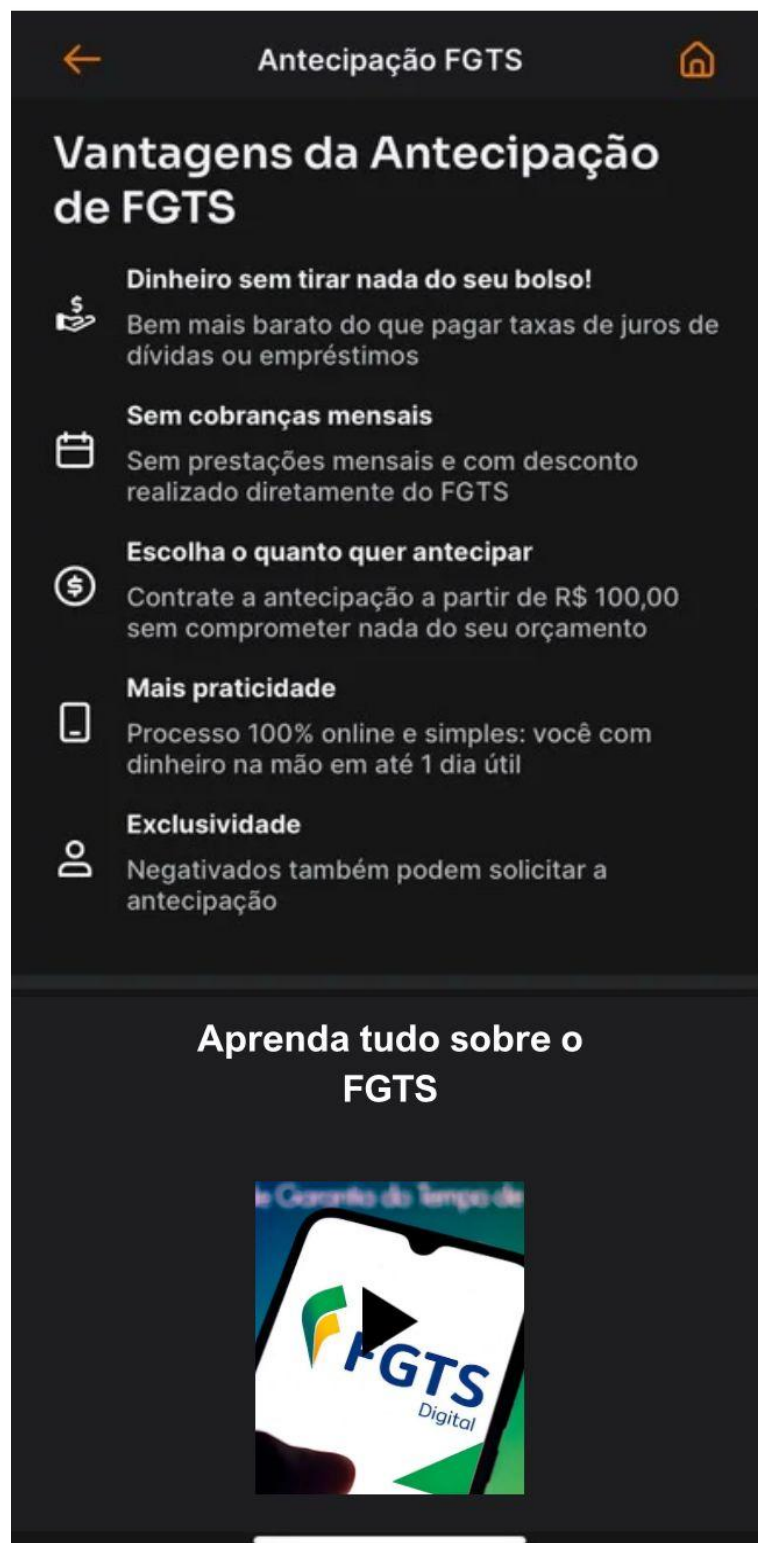 Antecipação FGTS
Vantagens da Antecipação
de FGTS
Dinheiro sem tirar nada do seu bolso!
Bem mais barato do que pagar taxas de juros de
dívidas ou empréstimos
Sem cobranças mensais
Sem prestações mensais e com desconto
realizado diretamente do FGTS
Escolha o quanto quer antecipar
Contrate a antecipação a partir de R$ 100,00
sem comprometer nada do seu orçamento
Mais praticidade
Processo 100% online e simples: você com
dinheiro na mão em até 1 dia útil
Exclusividade
Negativados também podem solicitar a
antecipação
Aprenda tudo sobre o
FGTS
e Garantia do Tempo de
FGTS
Digital